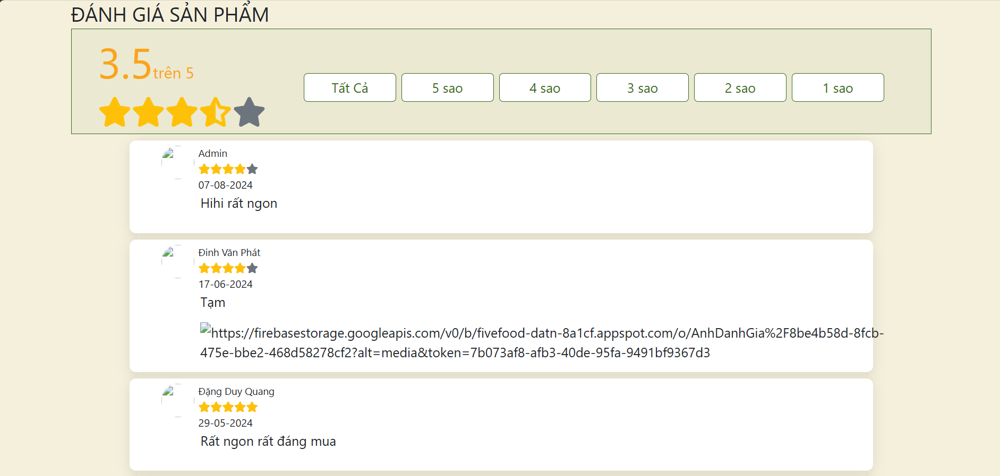 ĐÁNH GIÁ SẢN PHẨM
3.5 trên 5
Tất Cả
5 sao
4 sao
3 sao
2 sao
1 sao
Admin
07-08-2024
Hihi rất ngon
Đinh Văn Phát
17-06-2024
Tạm
https://firebasestorage.googleapis.com/v0/b/fivefood-datn-8a1cf.appspot.com/o/AnhDanhGia%2F8be4b58d-8fcb-
475e-bbe2-468d58278cf2?alt=media&token=7b073af8-afb3-40de-95fa-9491bf9367d3
Đặng Duy Quang
29-05-2024
Rất ngon rất đáng mua